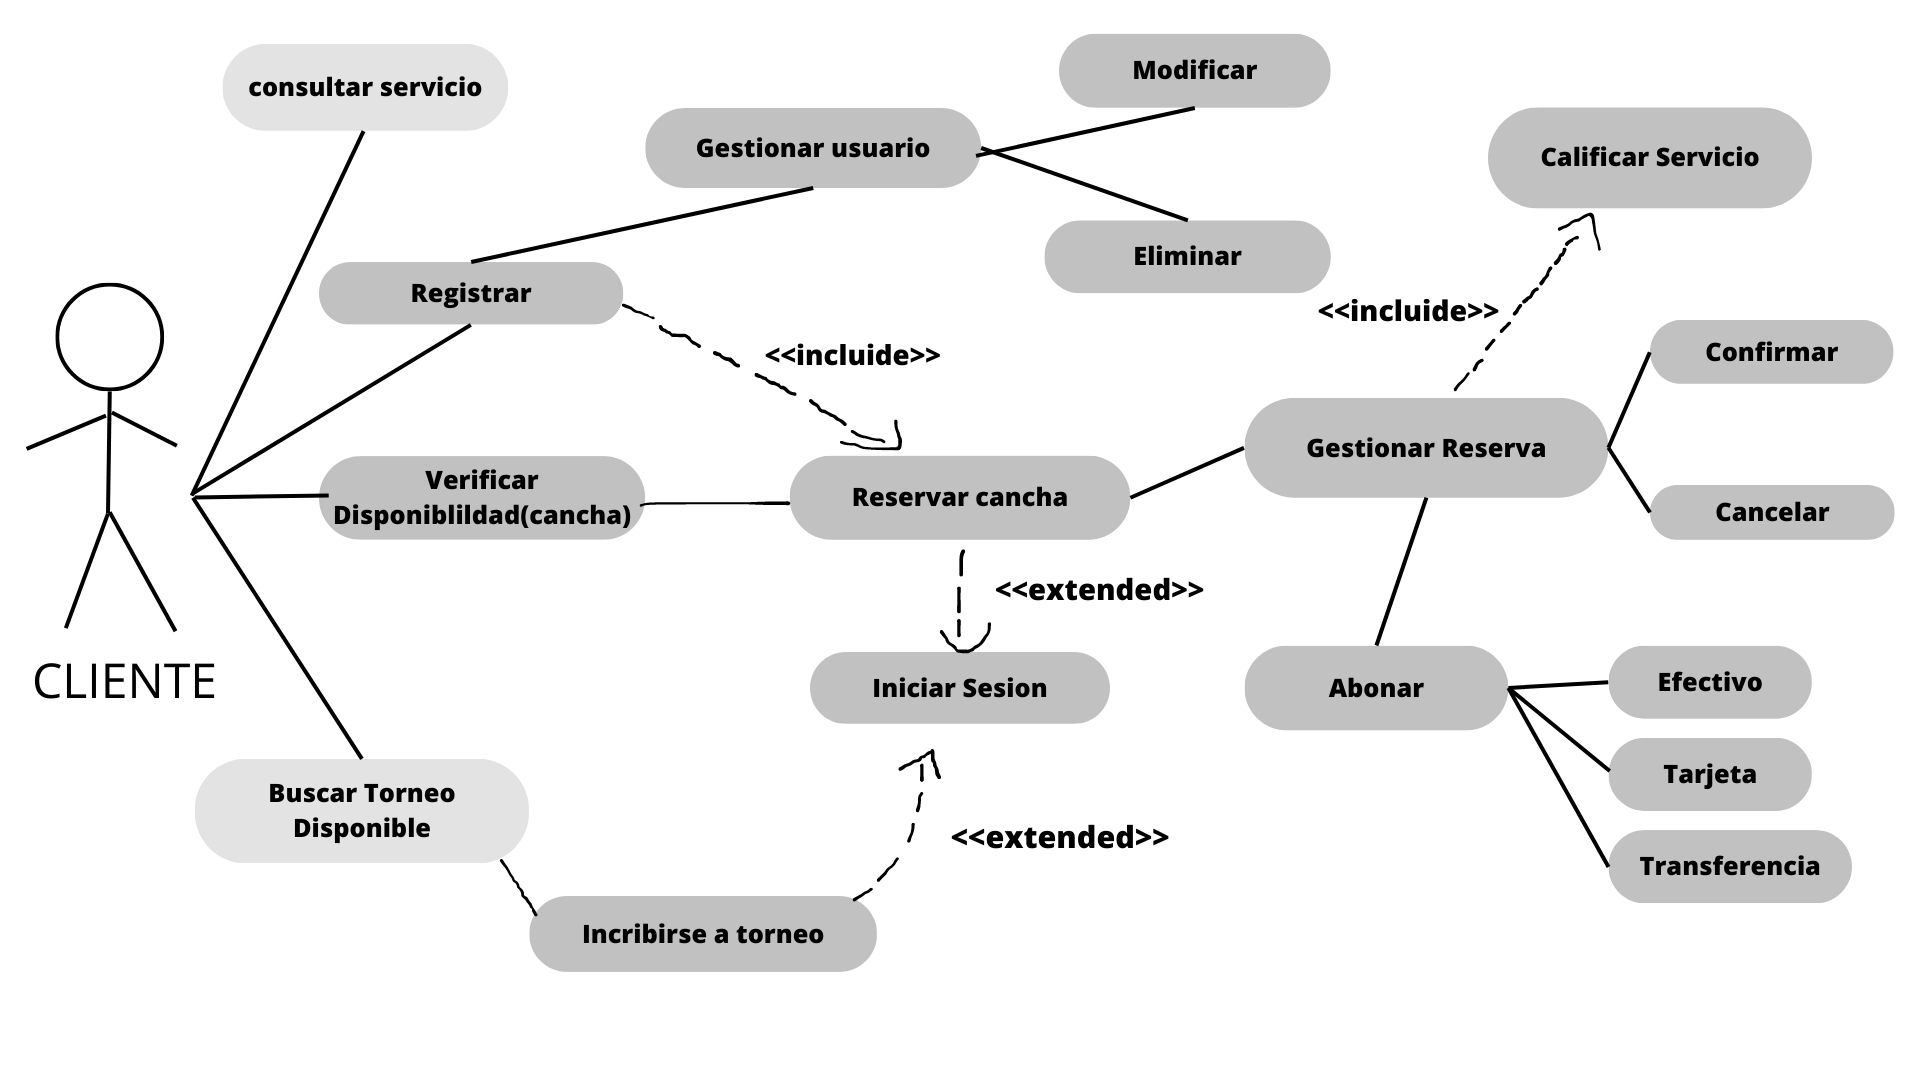 consultar servicio
Modificar
Gestionar usuario
Calificar Servicio
Eliminar
Registrar
<<incluide>>
<<incluide>>
Confirmar
Gestionar Reserva
Verificar
Disponiblildad(cancha)
Reservar cancha
Cancelar
<<extended>>
CLIENTE
Iniciar Sesion
Abonar
Efectivo
Tarjeta
Buscar Torneo
Disponible
<<extended>>
Transferencia
Incribirse a torneo